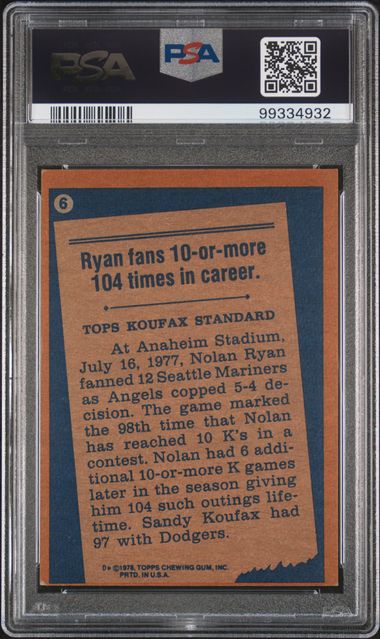 PSA
PSA
99334932
6
Ryan fans 10-or-more
104 times in career.
TOPS KOUFAX STANDARD
At Anaheim Stadium,
July 16, 1977, Nolan Ryan
fanned 12 Seattle Mariners
as Angels copped 5-4 de-
cision. The game marked
the 98th time that Nolan
has reached 10 K's in a
contest. Nolan had 6 addi-
tional 10-or-more K games
later in the season giving
him 104 such outings life-
time. Sandy Koufax had
97 with Dodgers.
D* ©1978, TOPPS CHEWING GUM, INC.
PRTD. IN U.S.A.